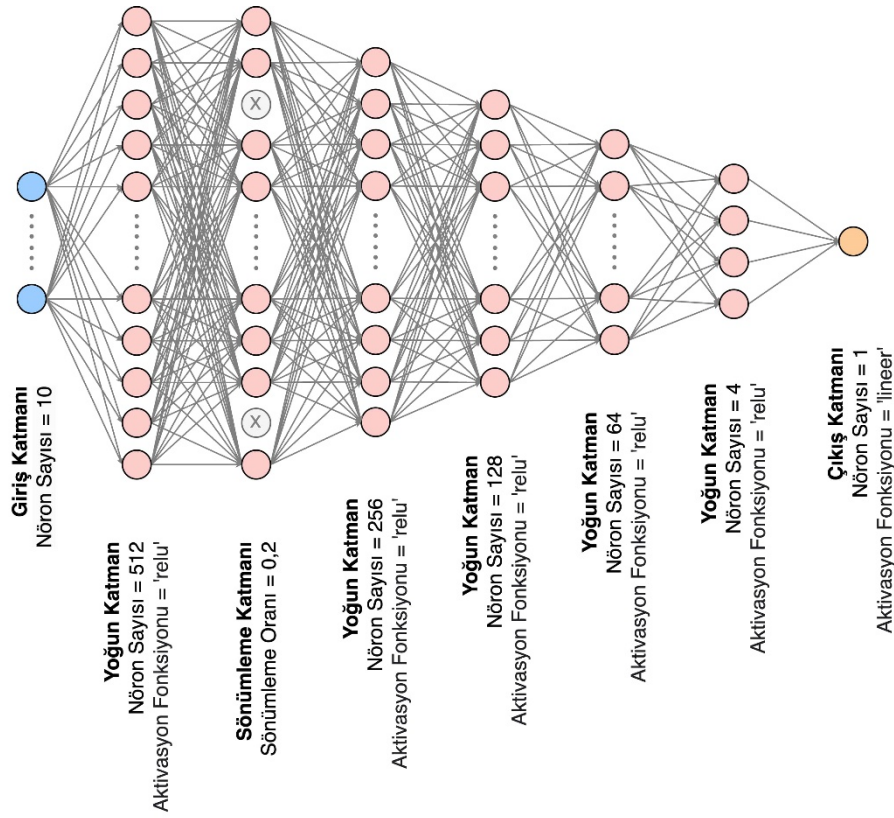 Giriş Katmanı
Nöron Sayısı = 10
Yoğun Katman
Nöron Sayısı = 512
Aktivasyon Fonksiyonu = 'relu'
Sönümleme Katmanı
Sönümleme Oranı = 0,2
X
X
Yoğun Katman
Nöron Sayısı = 256
Aktivasyon Fonksiyonu = 'relu'
Yoğun Katman
Nöron Sayısı = 128
Aktivasyon Fonksiyonu = 'relu'
Yoğun Katman
Nöron Sayısı = 64
Aktivasyon Fonksiyonu = 'relu'
Yoğun Katman
Nöron Sayısı = 4
Aktivasyon Fonksiyonu = 'relu'
Çıkış Katmanı
Nöron Sayısı = 1
Aktivasyon Fonksiyonu = 'lineer'